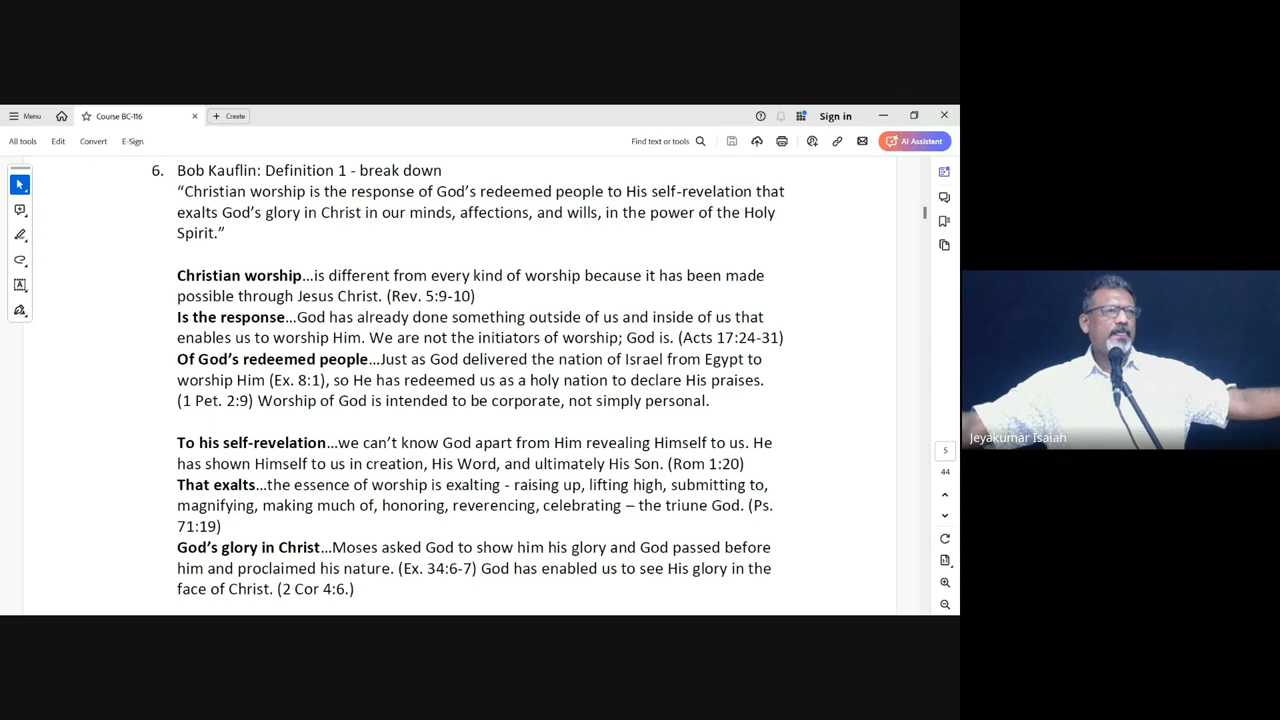 Menu
Course BC-116
Create
Sign in
All tools
Edit
Convert
E-Sign
Find text or tools
AI Assistant
6. Bob Kauflin: Definition 1 - break down
“Christian worship is the response of God’s redeemed people to His self-revelation that
exalts God’s glory in Christ in our minds, affections, and wills, in the power of the Holy
Spirit.”
Christian worship…is different from every kind of worship because it has been made
possible through Jesus Christ. (Rev. 5:9-10)
Is the response…God has already done something outside of us and inside of us that
enables us to worship Him. We are not the initiators of worship; God is. (Acts 17:24-31)
Of God’s redeemed people…Just as God delivered the nation of Israel from Egypt to
worship Him (Ex. 8:1), so He has redeemed us as a holy nation to declare His praises.
(1 Pet. 2:9) Worship of God is intended to be corporate, not simply personal.
To his self-revelation…we can’t know God apart from Him revealing Himself to us. He
has shown Himself to us in creation, His Word, and ultimately His Son. (Rom 1:20)
That exalts…the essence of worship is exalting - raising up, lifting high, submitting to,
magnifying, making much of, honoring, reverencing, celebrating – the triune God. (Ps.
71:19)
God’s glory in Christ…Moses asked God to show him his glory and God passed before
him and proclaimed his nature. (Ex. 34:6-7) God has enabled us to see His glory in the
face of Christ. (2 Cor 4:6.)
5
44
Jeyakumar Isaiah